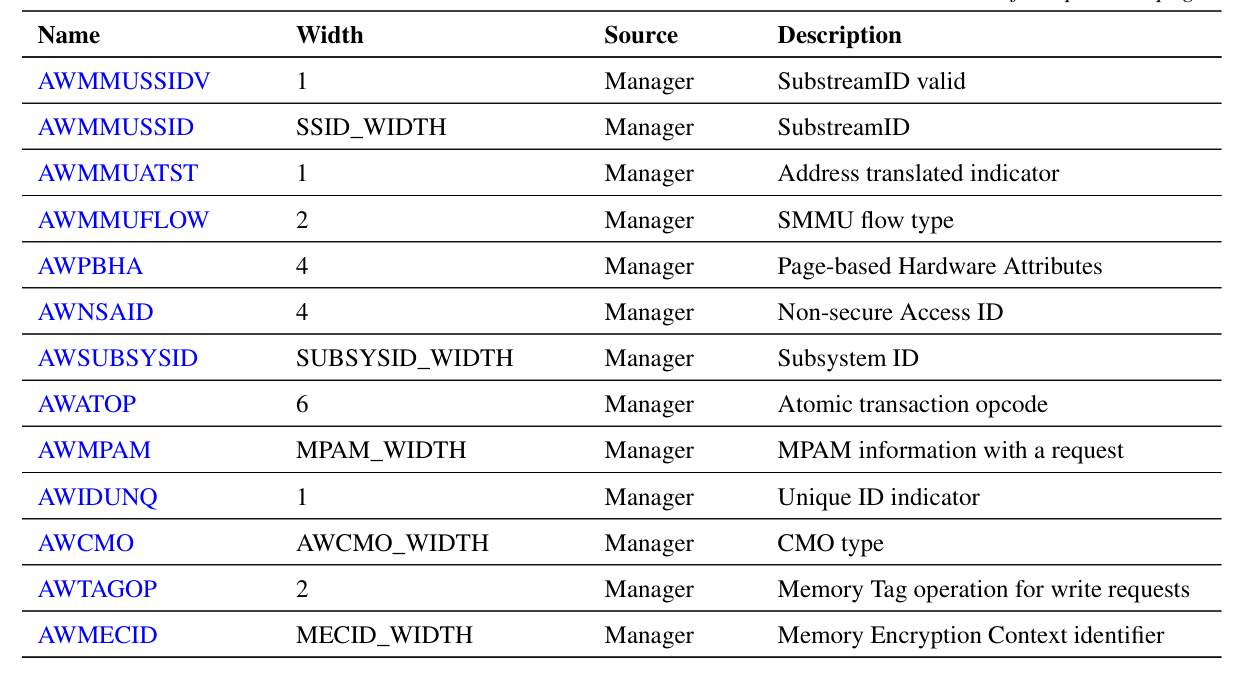 Name Width Source Description
AWMMUSSIDV 1 Manager SubstreamID valid
AWMMUSSID SSID_WIDTH Manager SubstreamID
AWMMUATST 1 Manager Address translated indicator
AWMMUFLOW 2 Manager SMMU flow type
AWPBHA 4 Manager Page-based Hardware Attributes
AWNSAID 4 Manager Non-secure Access ID
AWSUBSYSID SUBSYSID_WIDTH Manager Subsystem ID
AWATOP 6 Manager Atomic transaction opcode
AWMPAM MPAM_WIDTH Manager MPAM information with a request
AWIDUNQ 1 Manager Unique ID indicator
AWCMO AWCMO_WIDTH Manager CMO type
AWTAGOP 2 Manager Memory Tag operation for write requests
AWMECID MECID_WIDTH Manager Memory Encryption Context identifier